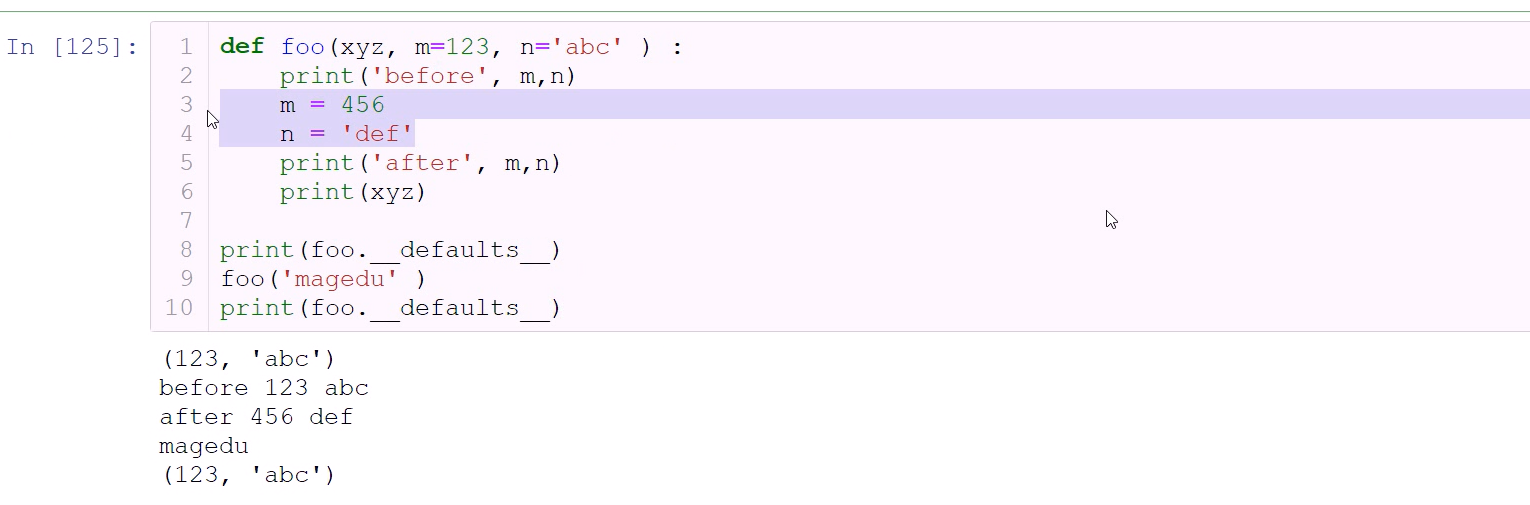 In [125]:
1 def foo(xyz, m=123, n='abc' ) :
2     print('before', m,n)
3     m = 456
4     n = 'def'
5     print('after', m,n)
6     print(xyz)
7
8 print(foo.__defaults__)
9 foo('magedu' )
10 print(foo.__defaults__)
(123, 'abc')
before 123 abc
after 456 def
magedu
(123, 'abc')